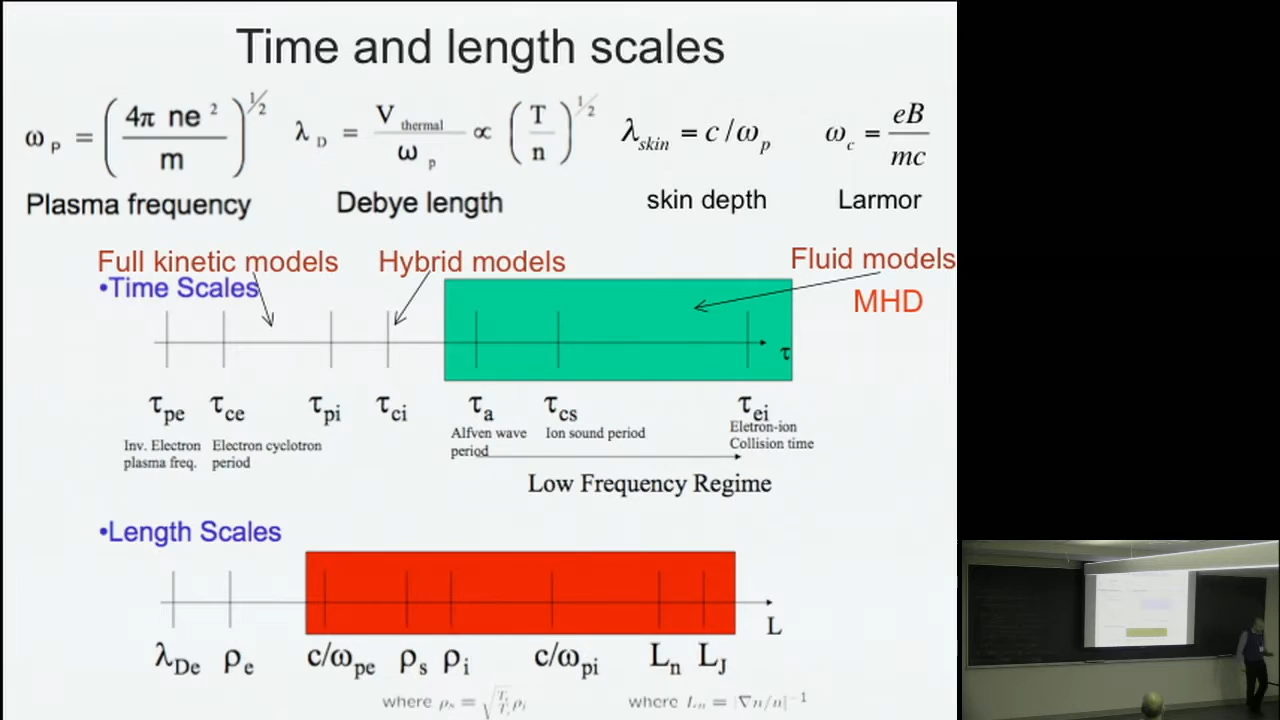 Time and length scales
ω_P = (4π ne² / m)^{1/2}   λ_D = V_thermal / ω_p ∝ (T / n)^{1/2}   λ_skin = c/ω_p   ω_c = eB / mc
Plasma frequency   Debye length   skin depth   Larmor
Full kinetic models   Hybrid models   Fluid models
•Time Scales   MHD
τ
τ_pe   τ_ce   τ_pi   τ_ci   τ_a   τ_cs   τ_ei
Inv. Electron plasma freq.
Electron cyclotron period
Alfven wave period
Ion sound period
Eletron-ion
Collision time
Low Frequency Regime
•Length Scales
L
λ_De   ρ_e   c/ω_pe   ρ_s   ρ_i   c/ω_pi   L_n   L_J
where ρ_s =   ρ_i   where L_n = |∇n/n|⁻¹